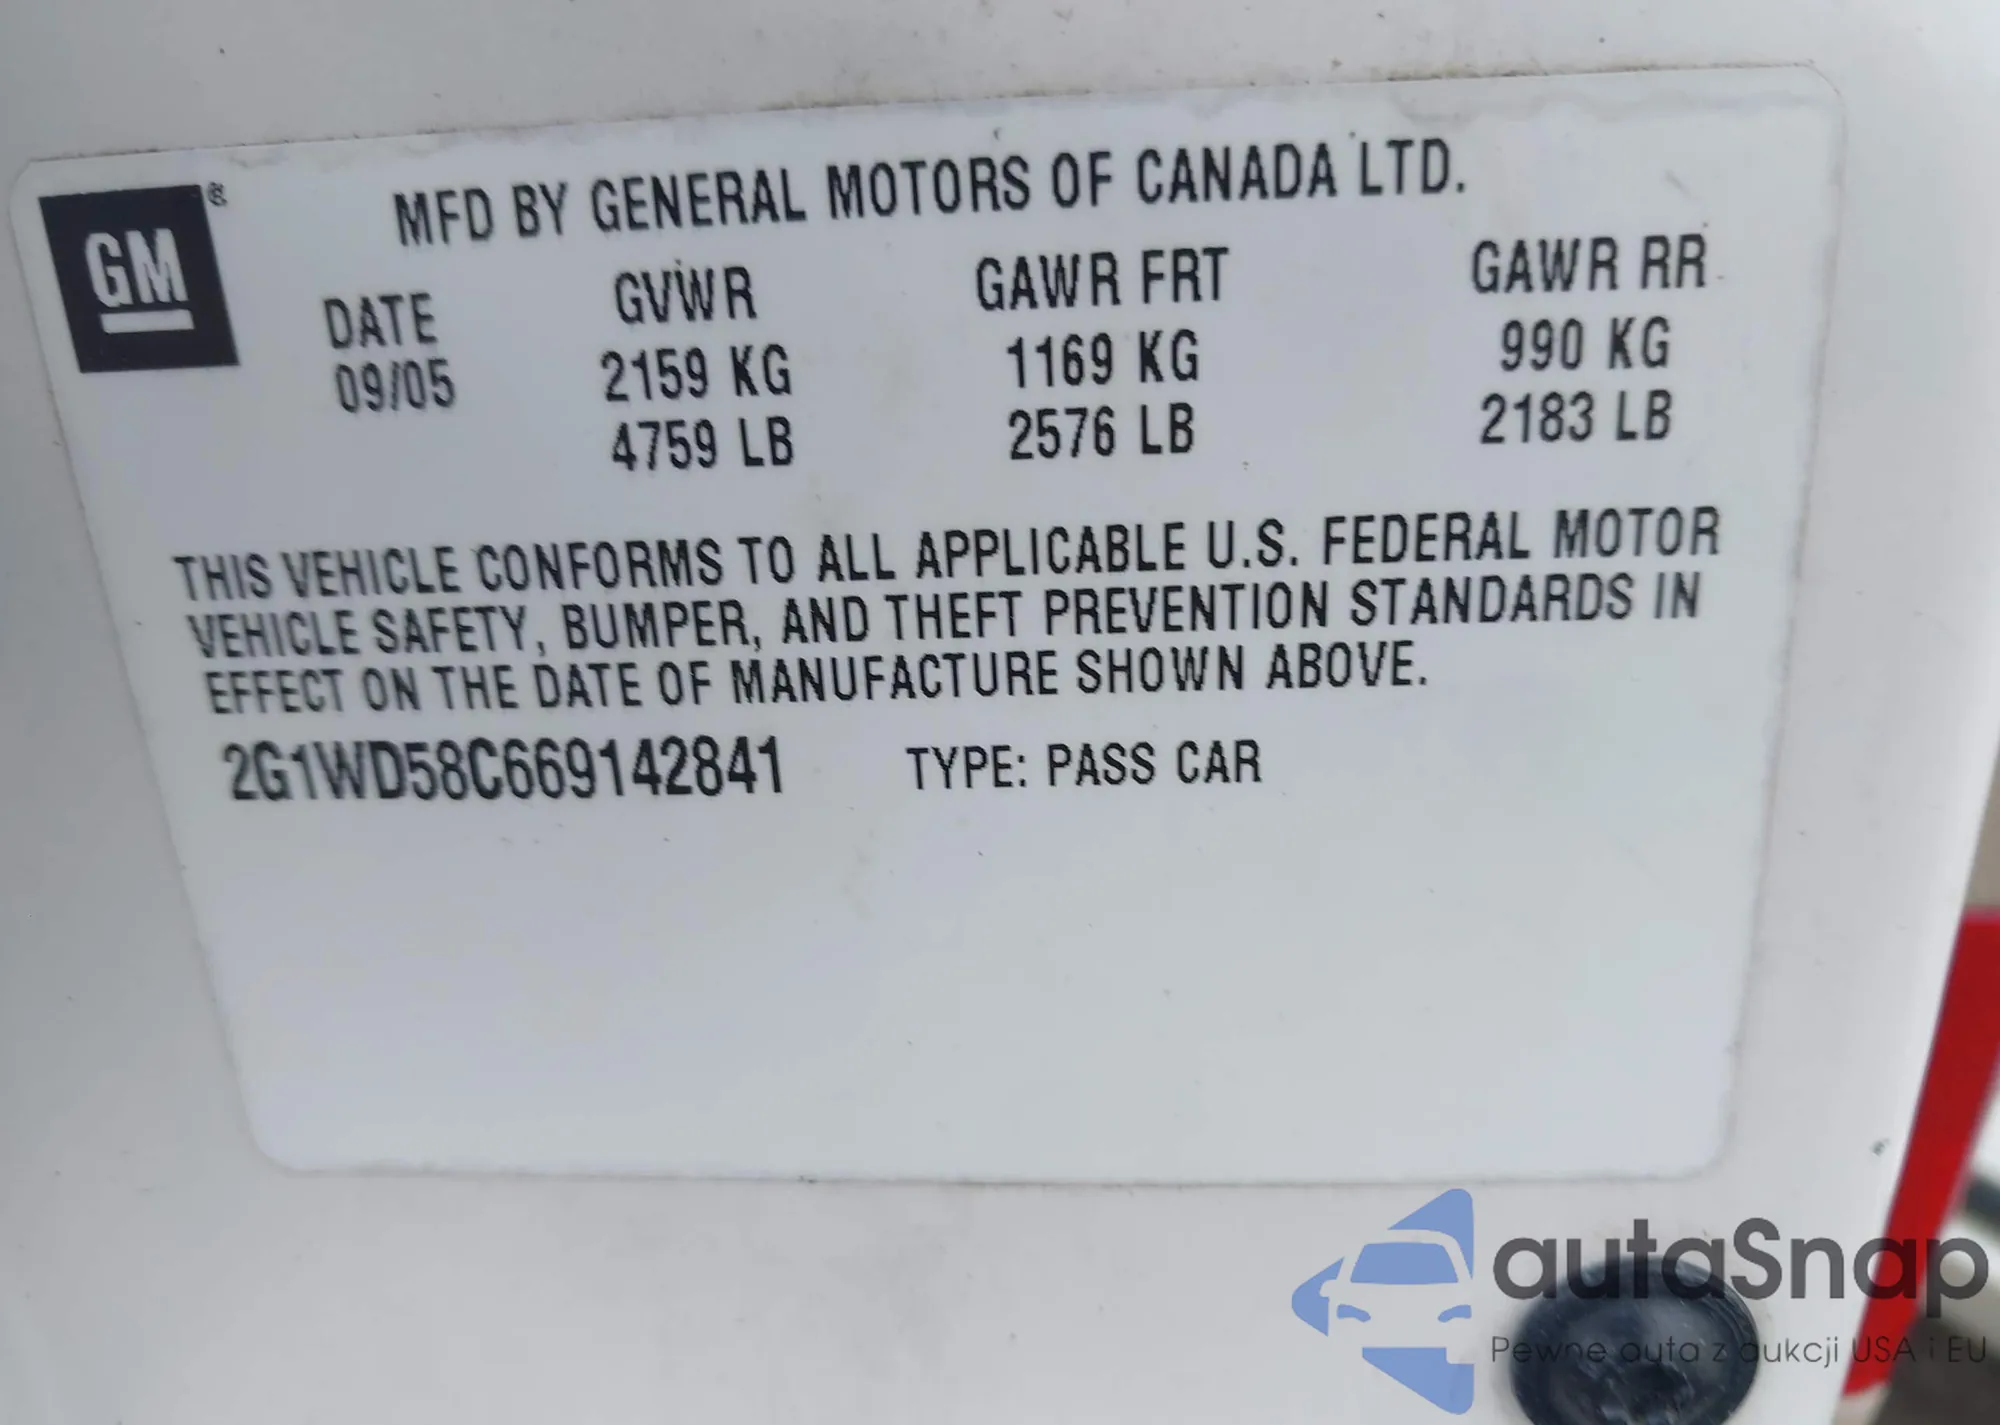 GM ®
MFD BY GENERAL MOTORS OF CANADA LTD.
DATE GVWR GAWR FRT GAWR RR
09/05 2159 KG 1169 KG 990 KG
4759 LB 2576 LB 2183 LB
THIS VEHICLE CONFORMS TO ALL APPLICABLE U.S. FEDERAL MOTOR
VEHICLE SAFETY, BUMPER, AND THEFT PREVENTION STANDARDS IN
EFFECT ON THE DATE OF MANUFACTURE SHOWN ABOVE.
2G1WD58C669142841 TYPE: PASS CAR
autaSnap
Pewne auta z aukcji USA i EU